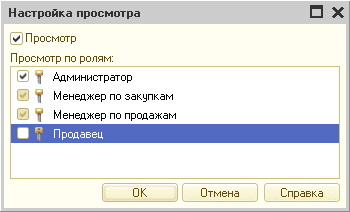 Настройка просмотра
Просмотр
Просмотр по ролям:
Администратор
Менеджер по закупкам
Менеджер по продажам
Продавец
OK Отмена Справка